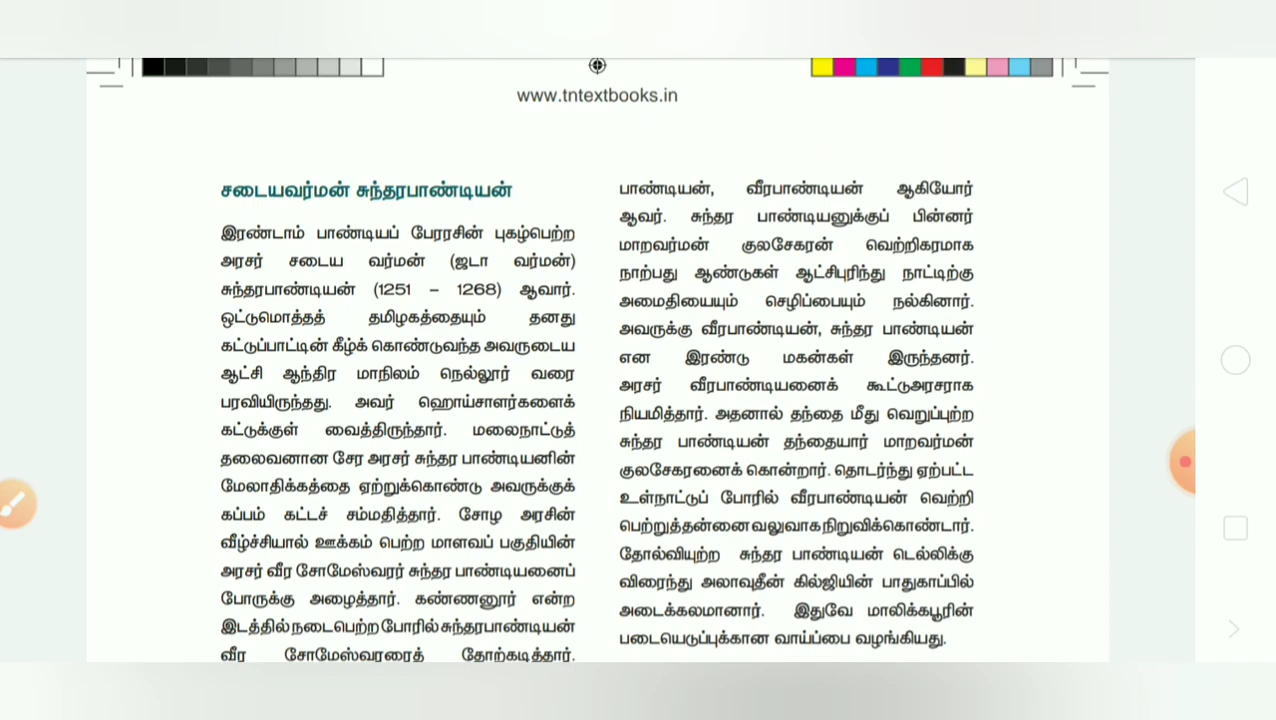 www.tntextbooks.in
சடையவர்மன் சுந்தரபாண்டியன்
இரண்டாம் பாண்டியப் பேரரசின் புகழ்பெற்ற
அரசர் சடைய வர்மன் (ஜடா வர்மன்)
சுந்தரபாண்டியன் (1251 – 1268) ஆவார்.
ஒட்டுமொத்தத் தமிழகத்தையும் தனது
கட்டுப்பாட்டின் கீழ்க் கொண்டுவந்த அவருடைய
ஆட்சி ஆந்திர மாநிலம் நெல்லூர் வரை
பரவியிருந்தது. அவர் ஹொய்சாளர்களைக்
கட்டுக்குள் வைத்திருந்தார். மலைநாட்டுத்
தலைவனான சேர அரசர் சுந்தர பாண்டியனின்
மேலாதிக்கத்தை ஏற்றுக்கொண்டு அவருக்குக்
கப்பம் கட்டச் சம்மதித்தார். சோழ அரசின்
வீழ்ச்சியால் ஊக்கம் பெற்ற மாளவப் பகுதியின்
அரசர் வீர சோமேஸ்வரர் சுந்தர பாண்டியனைப்
போருக்கு அழைத்தார். கண்ணனூர் என்ற
இடத்தில் நடைபெற்ற போரில் சுந்தரபாண்டியன்
வீர சோமேஸ்வரரைத் தோற்கடித்தார்.
பாண்டியன், வீரபாண்டியன் ஆகியோர்
ஆவர். சுந்தர பாண்டியனுக்குப் பின்னர்
மாறவர்மன் குலசேகரன் வெற்றிகரமாக
நாற்பது ஆண்டுகள் ஆட்சிபுரிந்து நாட்டிற்கு
அமைதியையும் செழிப்பையும் நல்கினார்.
அவருக்கு வீரபாண்டியன், சுந்தர பாண்டியன்
என இரண்டு மகன்கள் இருந்தனர்.
அரசர் வீரபாண்டியனைக் கூட்டுஅரசராக
நியமித்தார். அதனால் தந்தை மீது வெறுப்புற்ற
சுந்தர பாண்டியன் தந்தையார் மாறவர்மன்
குலசேகரனைக் கொன்றார். தொடர்ந்து ஏற்பட்ட
உள்நாட்டுப் போரில் வீரபாண்டியன் வெற்றி
பெற்றுத்தன்னை வலுவாக நிறுவிக்கொண்டார்.
தோல்வியுற்ற சுந்தர பாண்டியன் டெல்லிக்கு
விரைந்து அலாவுதீன் கில்ஜியின் பாதுகாப்பில்
அடைக்கலமானார். இதுவே மாலிக்கபூரின்
படையெடுப்புக்கான வாய்ப்பை வழங்கியது.